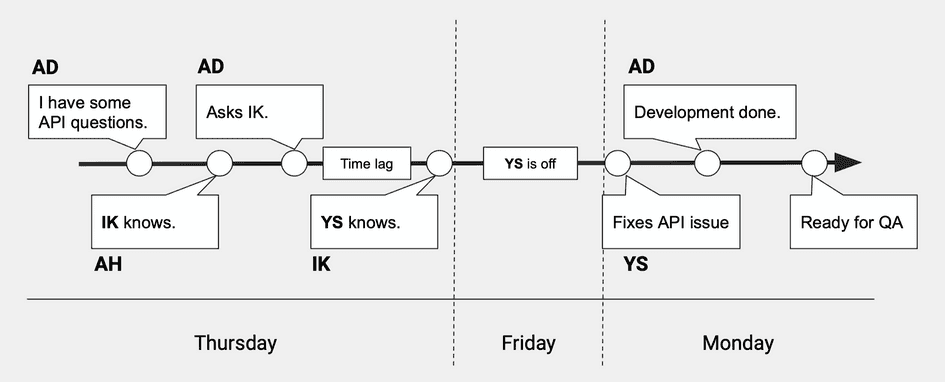 AD
I have some
API questions.
IK knows.
AH
AD
Asks IK.
Time lag
YS knows.
IK
YS is off
Fixes API issue
YS
AD
Development done.
Ready for QA
Thursday
Friday
Monday